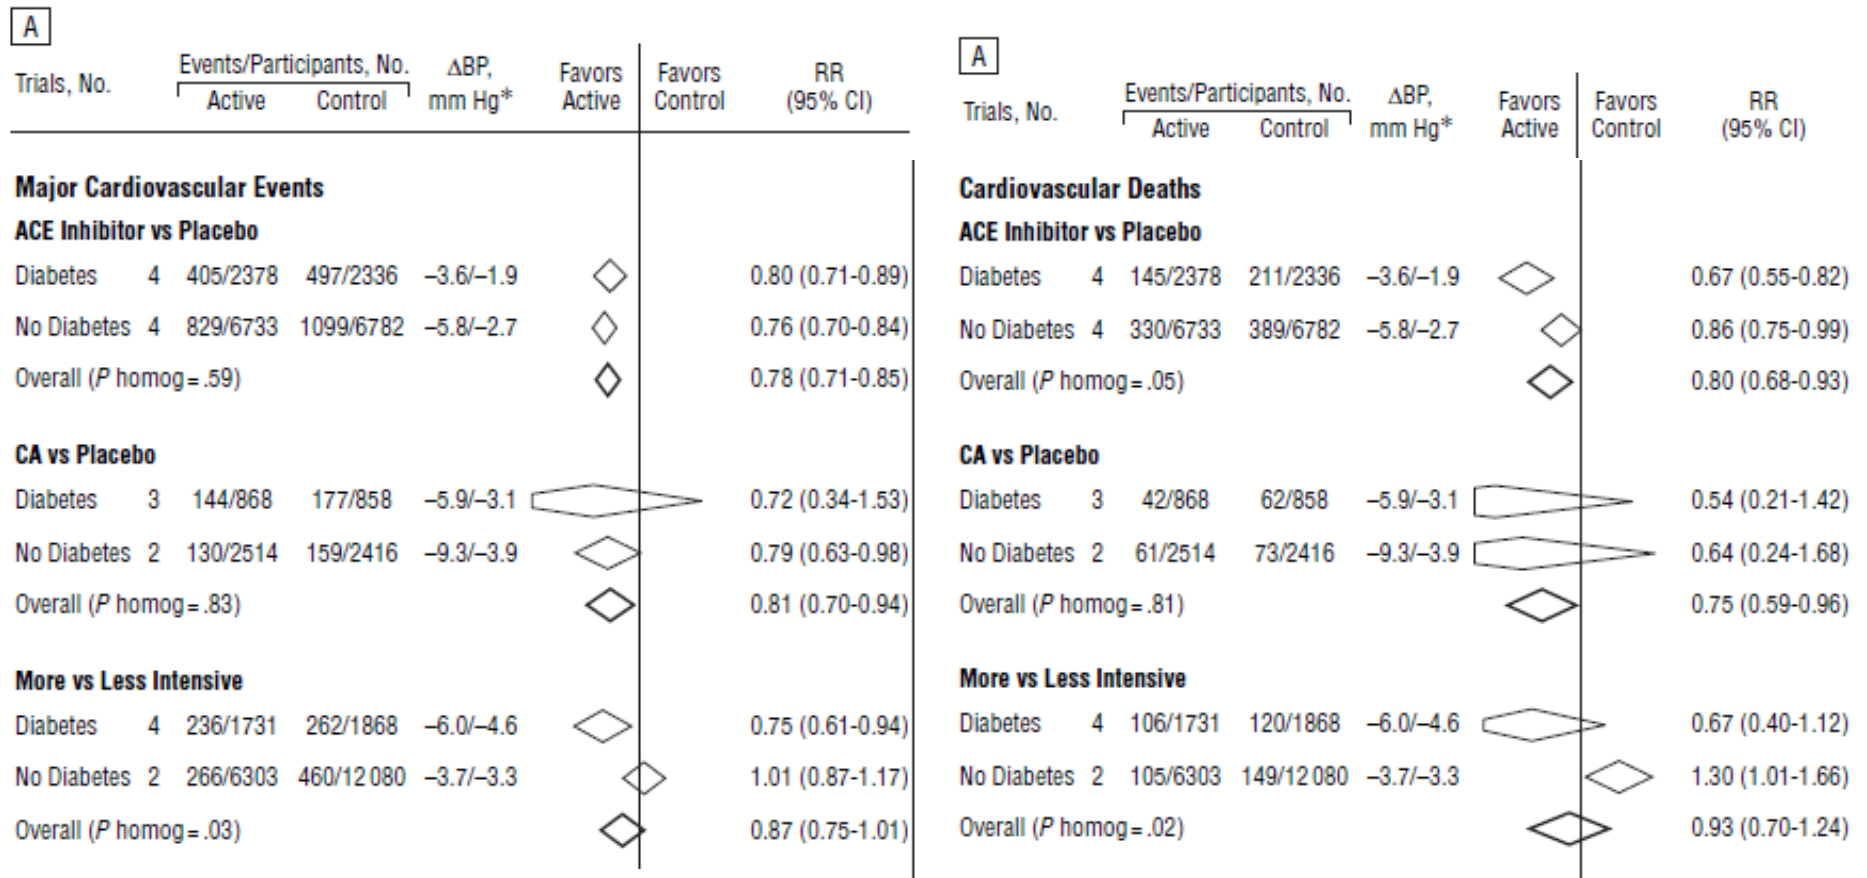 A
Trials, No.
Events/Participants, No.
Active Control
ΔBP,
mm Hg*
Favors
Active
Favors
Control
RR
(95% CI)
Major Cardiovascular Events
ACE Inhibitor vs Placebo
Diabetes 4 405/2378 497/2336 –3.6/–1.9 0.80 (0.71-0.89)
No Diabetes 4 829/6733 1099/6782 –5.8/–2.7 0.76 (0.70-0.84)
Overall (P homog = .59) 0.78 (0.71-0.85)
CA vs Placebo
Diabetes 3 144/868 177/858 –5.9/–3.1 0.72 (0.34-1.53)
No Diabetes 2 130/2514 159/2416 –9.3/–3.9 0.79 (0.63-0.98)
Overall (P homog = .83) 0.81 (0.70-0.94)
More vs Less Intensive
Diabetes 4 236/1731 262/1868 –6.0/–4.6 0.75 (0.61-0.94)
No Diabetes 2 266/6303 460/12 080 –3.7/–3.3 1.01 (0.87-1.17)
Overall (P homog = .03) 0.87 (0.75-1.01)
A
Trials, No.
Events/Participants, No.
Active Control
ΔBP,
mm Hg*
Favors
Active
Favors
Control
RR
(95% CI)
Cardiovascular Deaths
ACE Inhibitor vs Placebo
Diabetes 4 145/2378 211/2336 –3.6/–1.9 0.67 (0.55-0.82)
No Diabetes 4 330/6733 389/6782 –5.8/–2.7 0.86 (0.75-0.99)
Overall (P homog = .05) 0.80 (0.68-0.93)
CA vs Placebo
Diabetes 3 42/868 62/858 –5.9/–3.1 0.54 (0.21-1.42)
No Diabetes 2 61/2514 73/2416 –9.3/–3.9 0.64 (0.24-1.68)
Overall (P homog = .81) 0.75 (0.59-0.96)
More vs Less Intensive
Diabetes 4 106/1731 120/1868 –6.0/–4.6 0.67 (0.40-1.12)
No Diabetes 2 105/6303 149/12 080 –3.7/–3.3 1.30 (1.01-1.66)
Overall (P homog = .02) 0.93 (0.70-1.24)